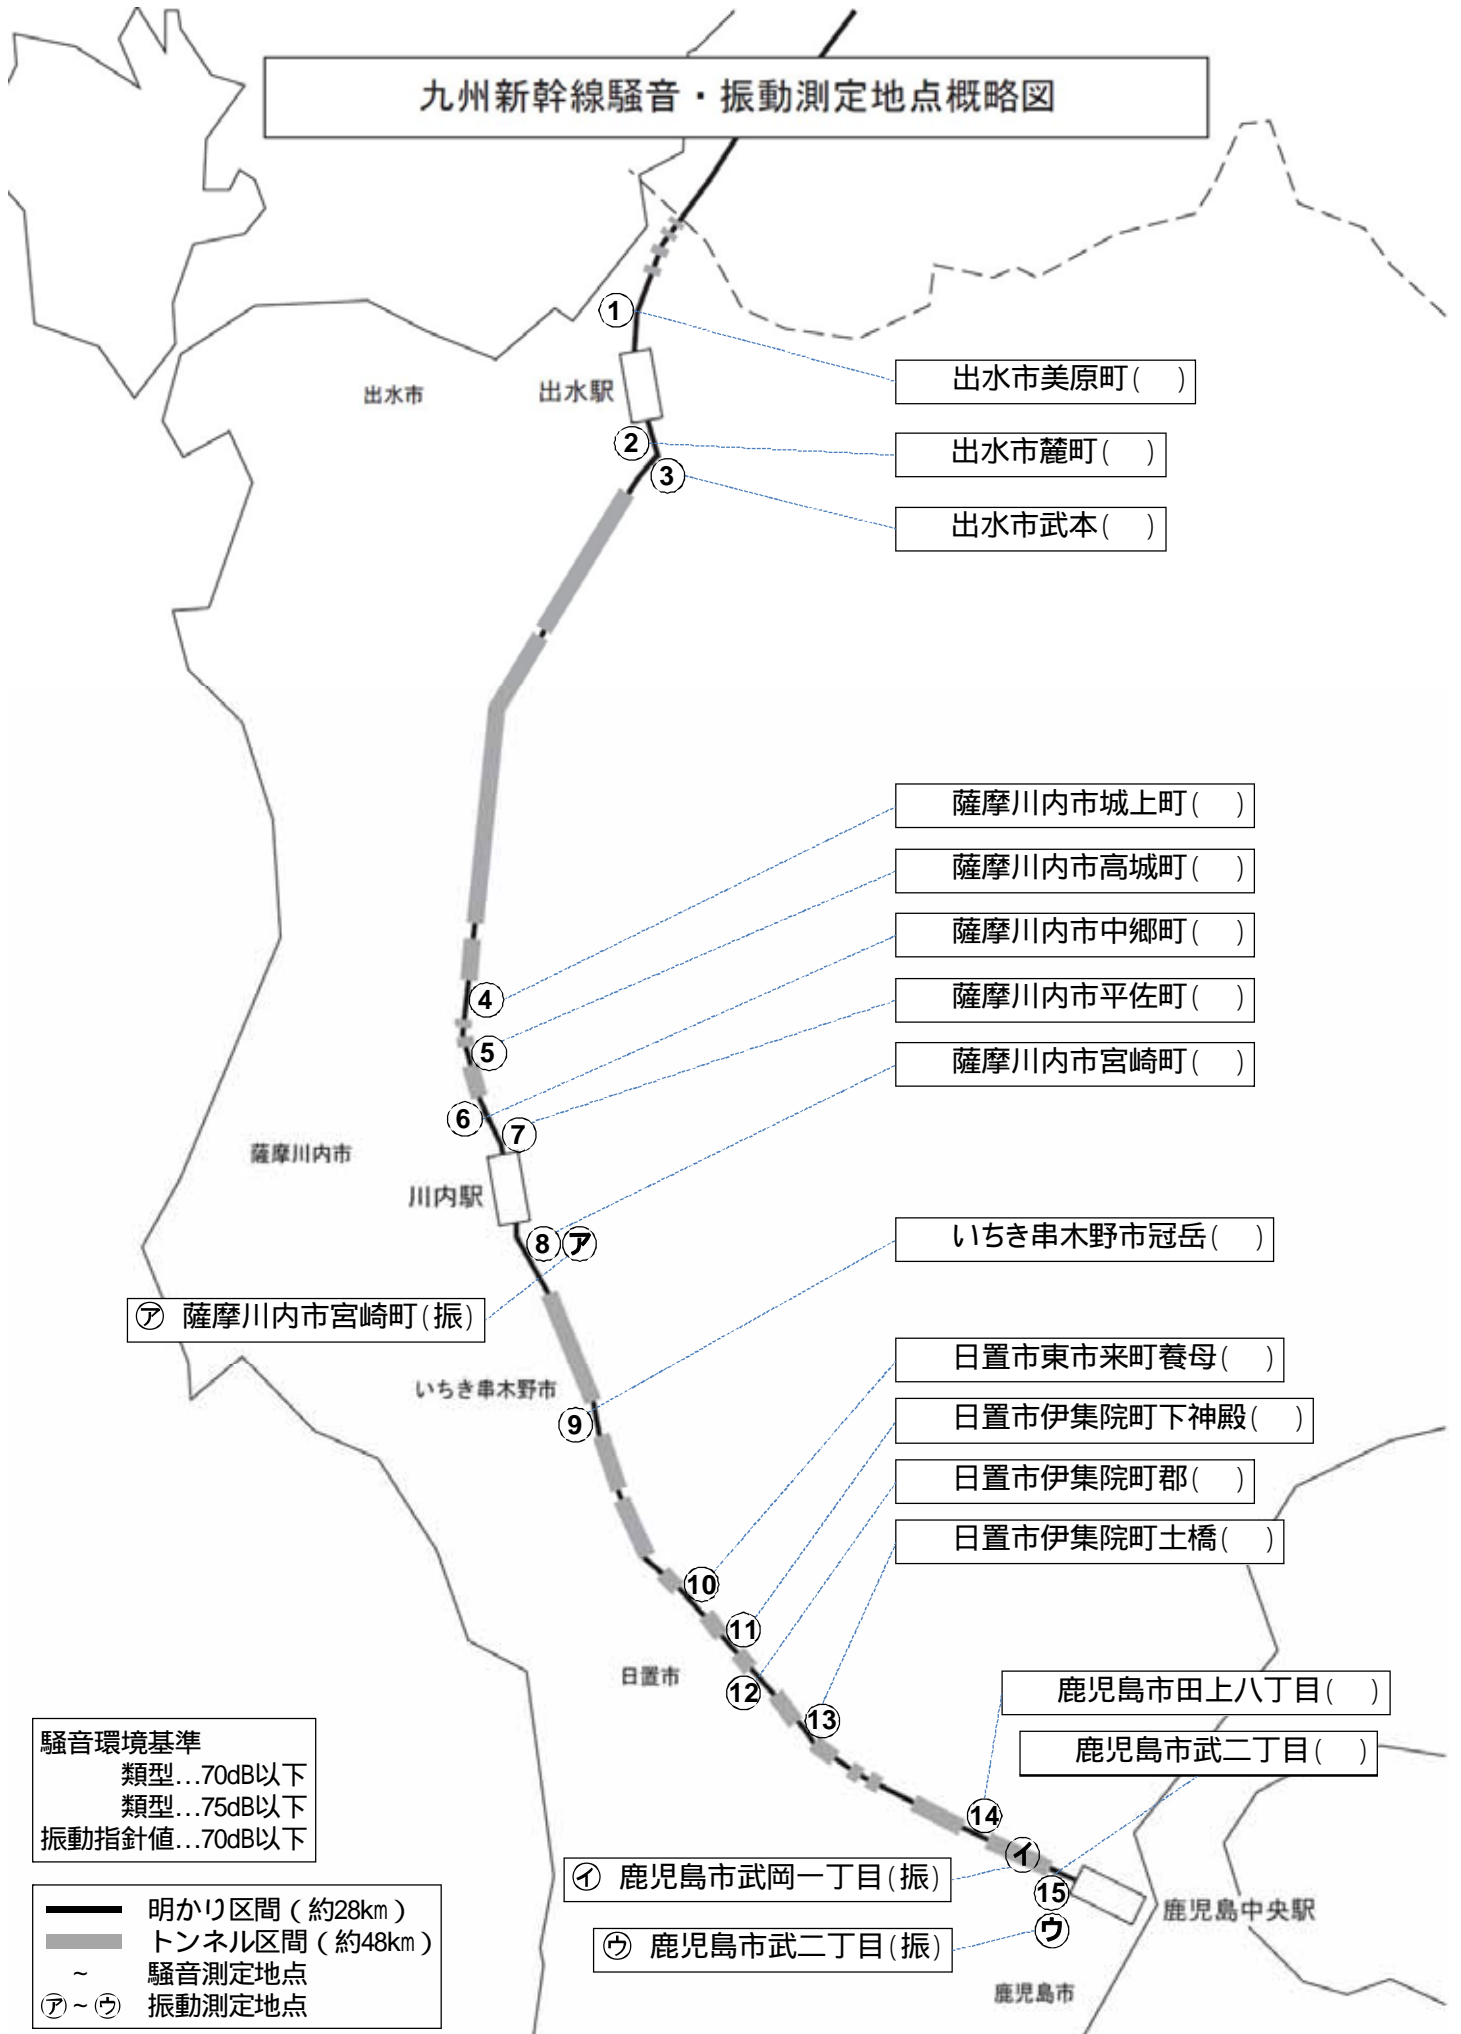 九州新幹線騒音・振動測定地点概略図
①
出水市美原町(　)
出水市
出水駅
②
出水市麓町(　)
③
出水市武本(　)
薩摩川内市城上町(　)
薩摩川内市高城町(　)
薩摩川内市中郷町(　)
薩摩川内市平佐町(　)
薩摩川内市宮崎町(　)
④
⑤
⑥
⑦
薩摩川内市
川内駅
⑧ ㋐
いちき串木野市冠岳(　)
㋐ 薩摩川内市宮崎町(振)
いちき串木野市
⑨
日置市東市来町養母(　)
日置市伊集院町下神殿(　)
日置市伊集院町郡(　)
日置市伊集院町土橋(　)
⑩
⑪
⑫
⑬
日置市
鹿児島市田上八丁目(　)
鹿児島市武二丁目(　)
⑭
㋑
⑮
㋒
㋑ 鹿児島市武岡一丁目(振)
㋒ 鹿児島市武二丁目(振)
鹿児島中央駅
鹿児島市
騒音環境基準
類型…70dB以下
類型…75dB以下
振動指針値…70dB以下
明かり区間（約28㎞）
トンネル区間（約48㎞）
～ 騒音測定地点
㋐～㋒ 振動測定地点